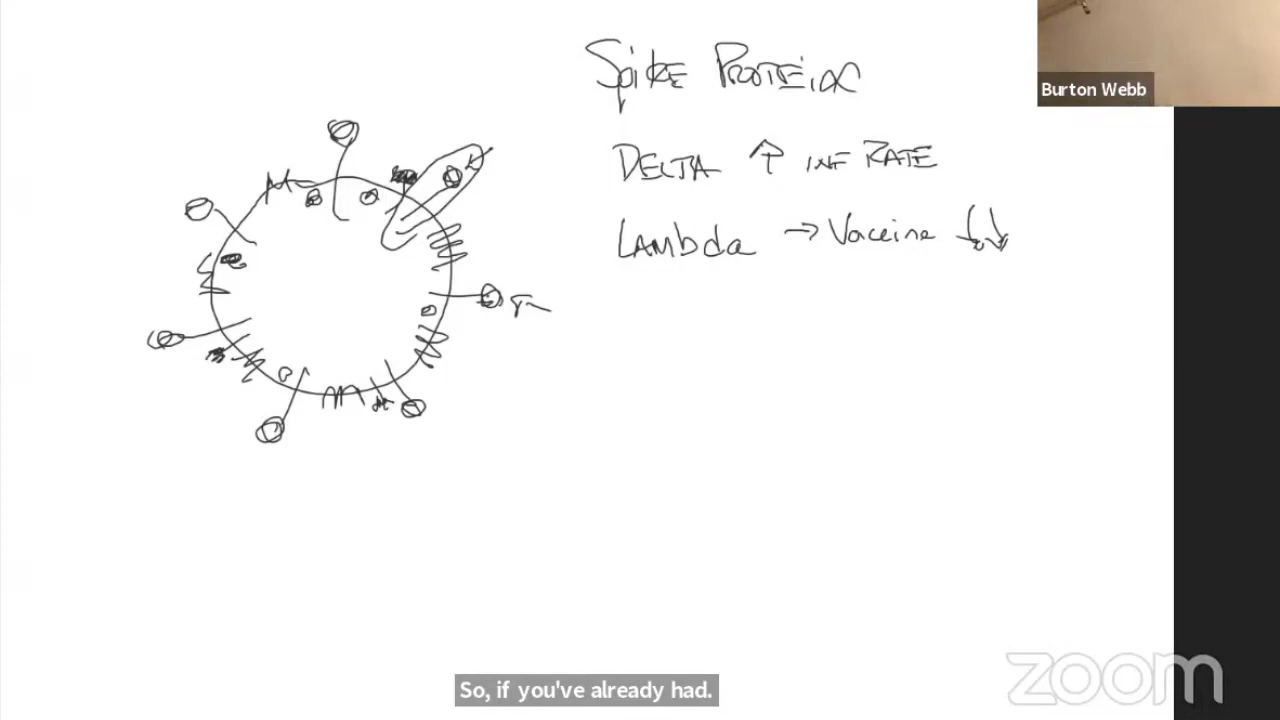 Spike Protein
Burton Webb
DELTA ↑ INF RATE
LAMBda → Vaccine ↓↓
So, if you've already had.
zoom